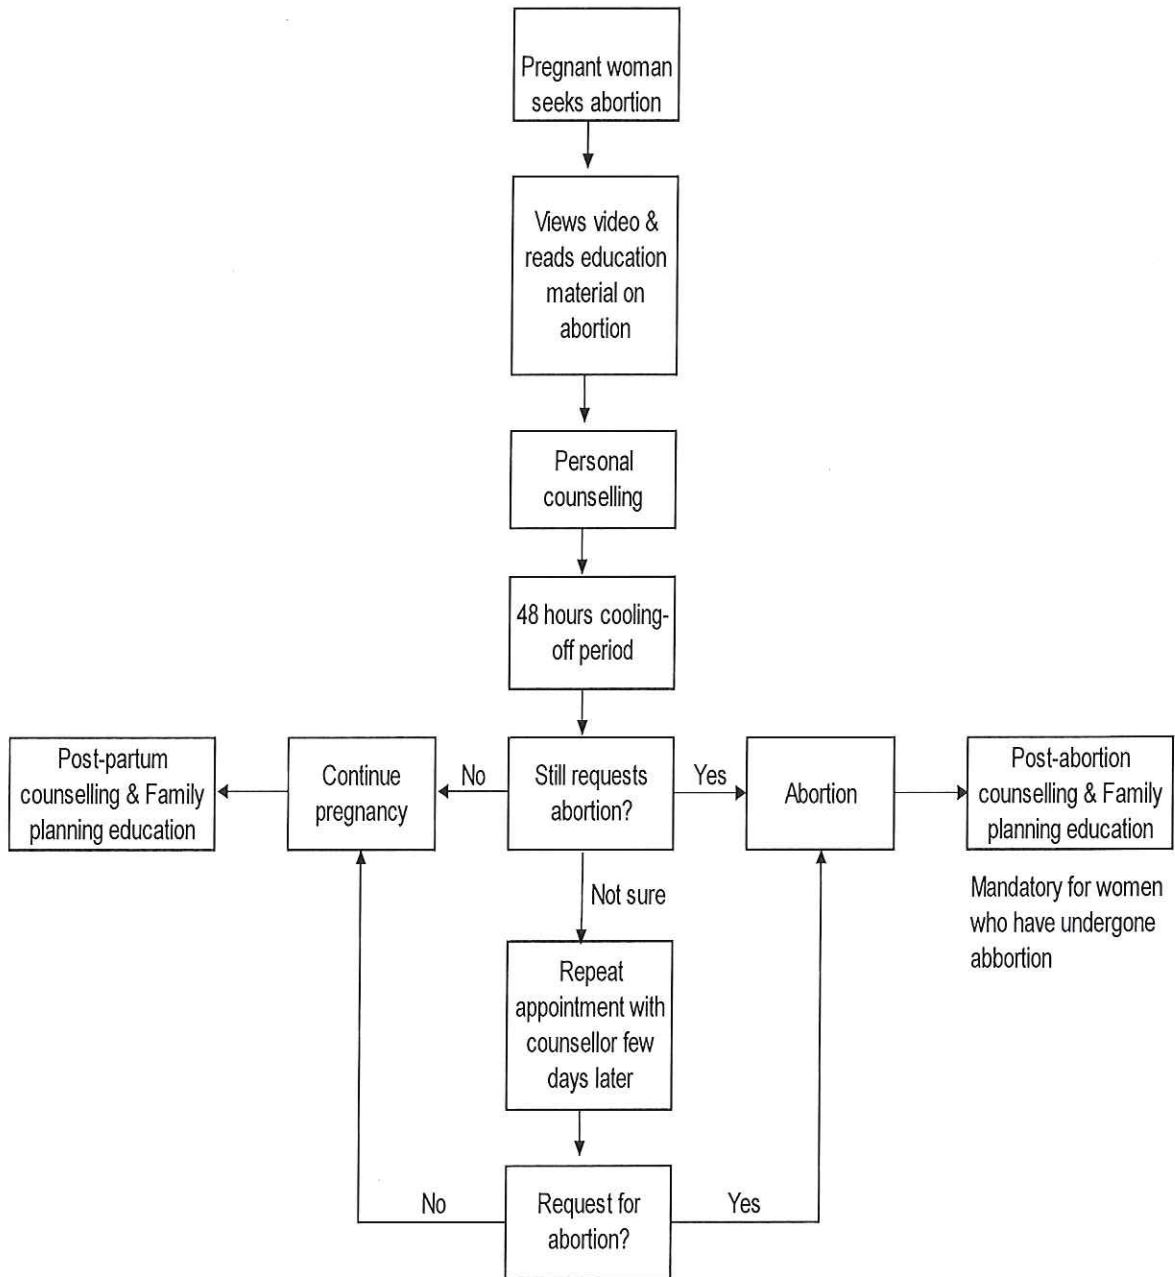 Pregnant woman
seeks abortion
Views video &
reads education
material on
abortion
Personal
counselling
48 hours cooling-
off period
Post-partum
counselling & Family
planning education
Continue
pregnancy
No
Still requests
abortion?
Yes
Abortion
Post-abortion
counselling & Family
planning education
Mandatory for women
who have undergone
abbortion
Not sure
Repeat
appointment with
counsellor few
days later
No
Request for
abortion?
Yes